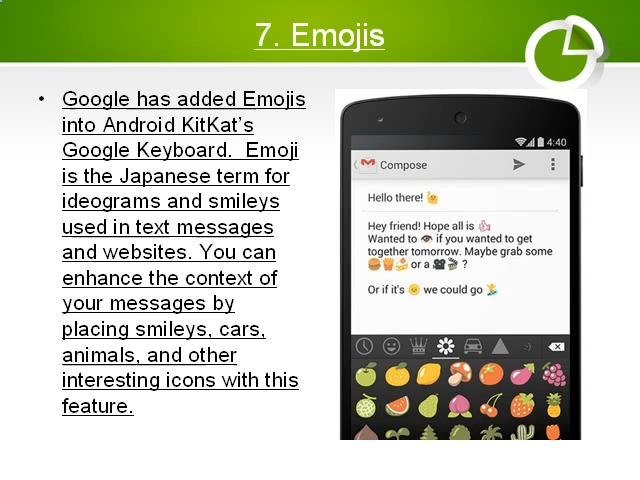 7. Emojis
• Google has added Emojis
into Android KitKat’s
Google Keyboard.  Emoji
is the Japanese term for
ideograms and smileys
used in text messages
and websites. You can
enhance the context of
your messages by
placing smileys, cars,
animals, and other
interesting icons with this
feature.
4:40
Compose
Hello there! 🙋
Hey friend! Hope all is 👍
Wanted to 👁 if you wanted to get
together tomorrow. Maybe grab some
🍔🍟🍰 or a 🎥🎬 ?
Or if it's 🌞 we could go 🏄